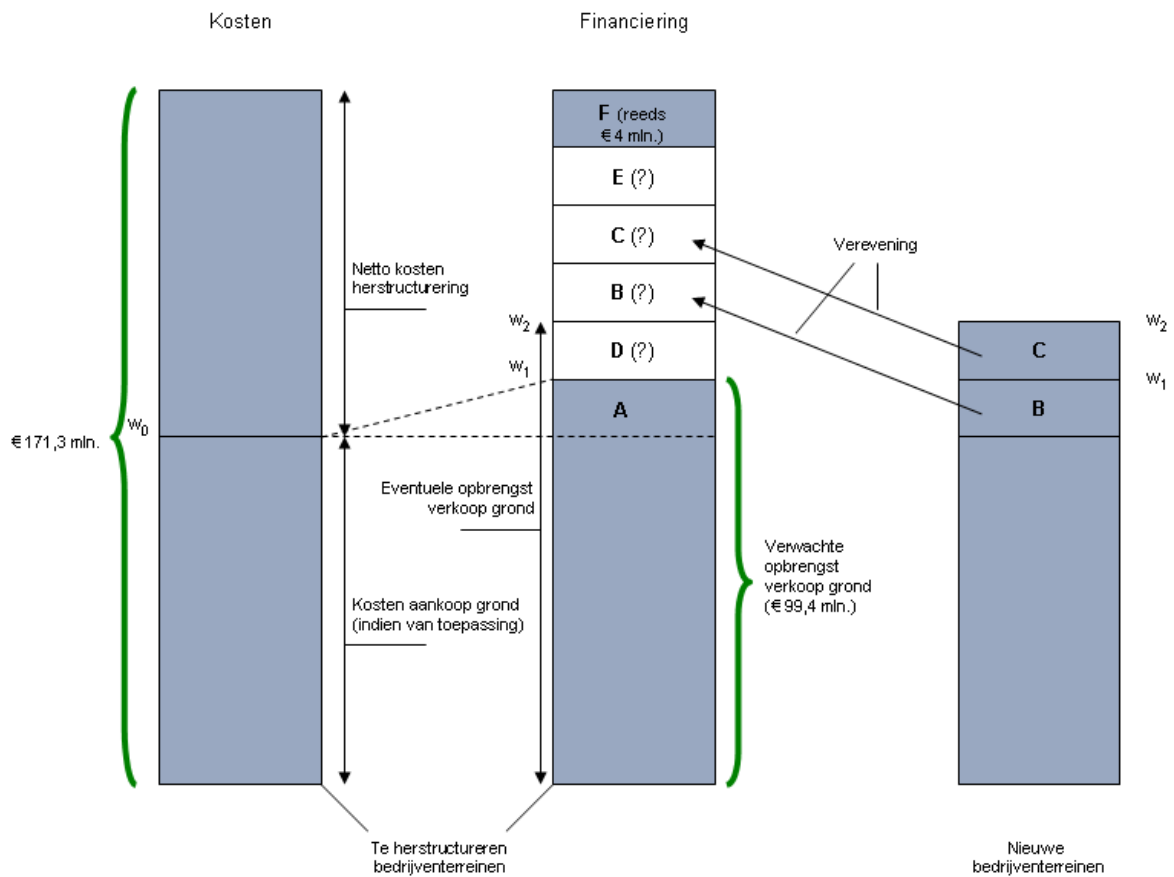 Kosten
Financiering
F (reeds
€ 4 mln.)
E (?)
C (?)
Verevening
Netto kosten
herstructurering
B (?)
W2
W2
D (?)
C
W1
W1
A
B
W0
€ 171,3 mln.
Eventuele opbrengst
verkoop grond
Verwachte
opbrengst
verkoop grond
(€ 99,4 mln.)
Kosten aankoop grond
(indien van toepassing)
Te herstructureren
bedrijventerreinen
Nieuwe
bedrijventerreinen